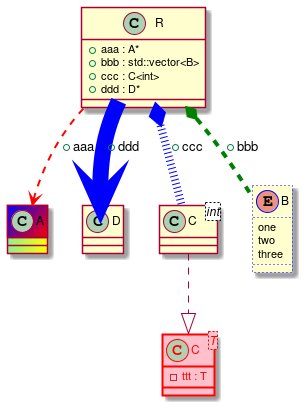 C R
aaa : A*
bbb : std::vector<B>
ccc : C<int>
ddd : D*
aaa
ddd
ccc
bbb
C A
C D
C C
int
E B
one
two
three
C C
T
ttt : T